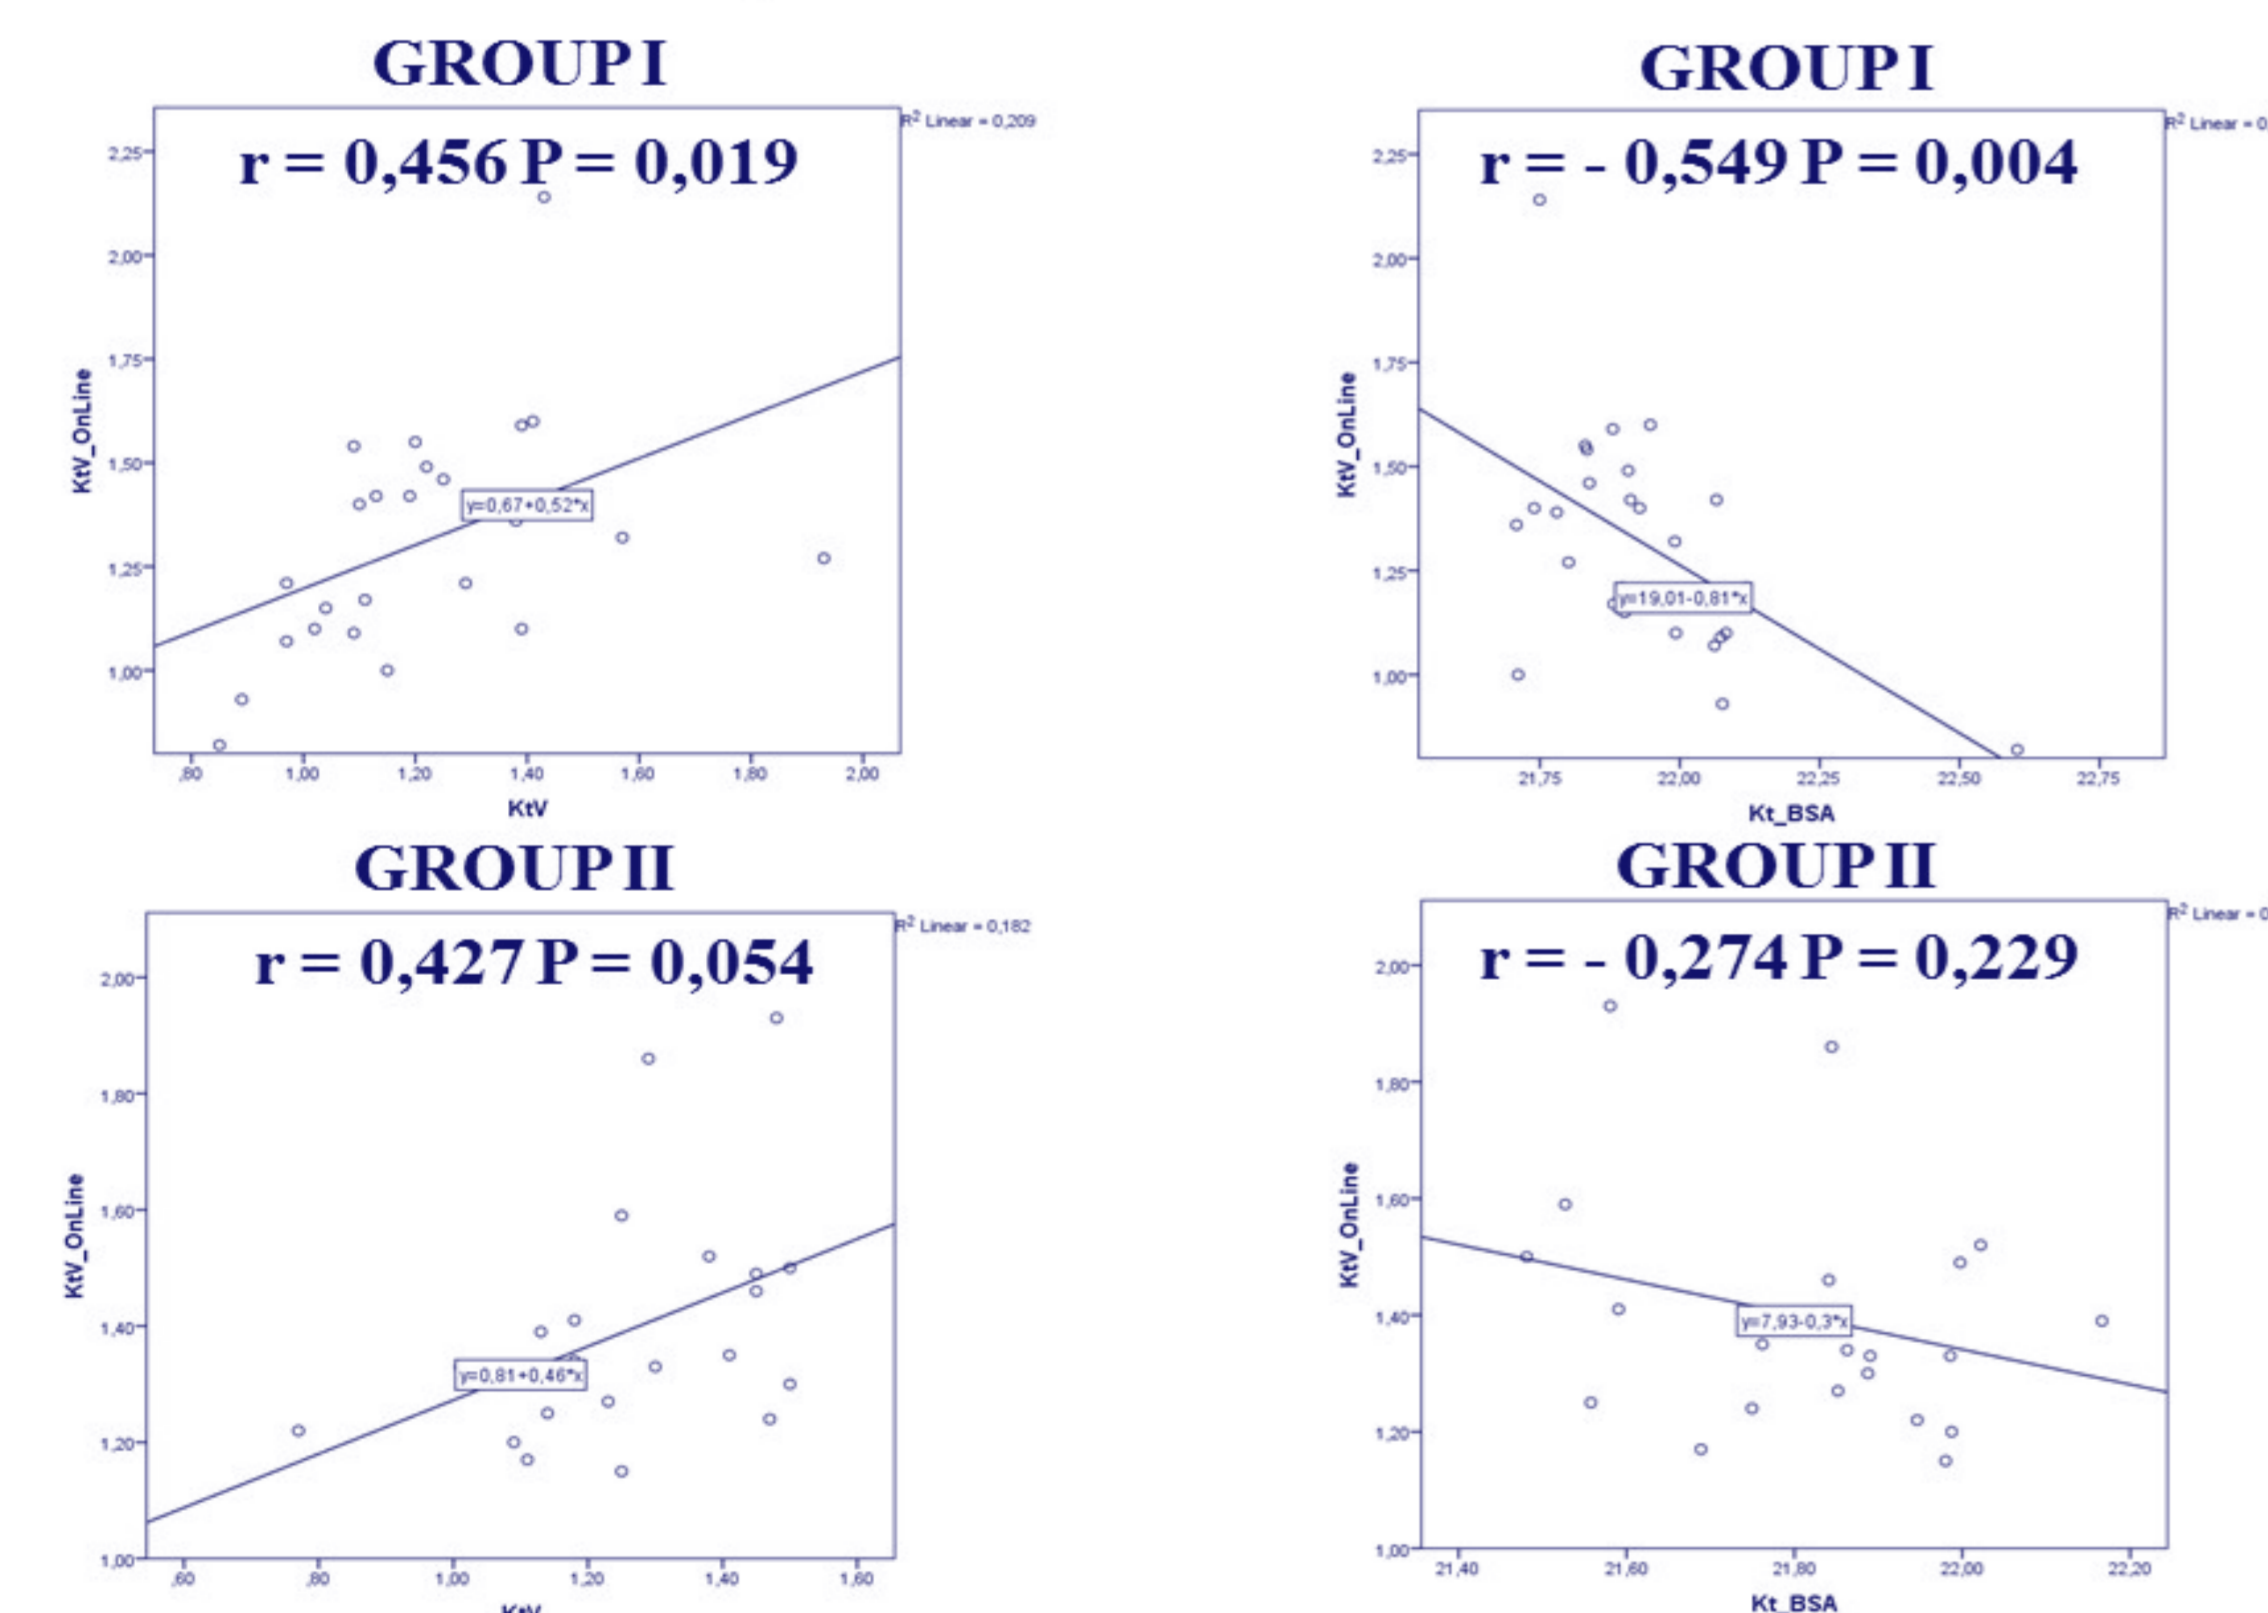 GROUP I
R² Linear = 0,209
r = 0,456 P = 0,019
2,25
2,00
1,75
1,50
1,25
1,00
KtV_OnLine
y=0,67+0,52*x
,80 1,00 1,20 1,40 1,60 1,80 2,00
KtV
GROUP I
R² Linear = 0
r = - 0,549 P = 0,004
2,25
2,00
1,75
1,50
1,25
1,00
KtV_OnLine
y=19,01-0,81*x
21,75 22,00 22,25 22,50 22,75
Kt_BSA
GROUP II
R² Linear = 0,182
r = 0,427 P = 0,054
2,00
1,80
1,60
1,40
1,20
1,00
KtV_OnLine
y=0,81+0,46*x
,60 ,80 1,00 1,20 1,40 1,60
KtV
GROUP II
R² Linear = 0
r = - 0,274 P = 0,229
2,00
1,80
1,60
1,40
1,20
1,00
KtV_OnLine
y=7,93-0,3*x
21,40 21,60 21,80 22,00 22,20
Kt_BSA